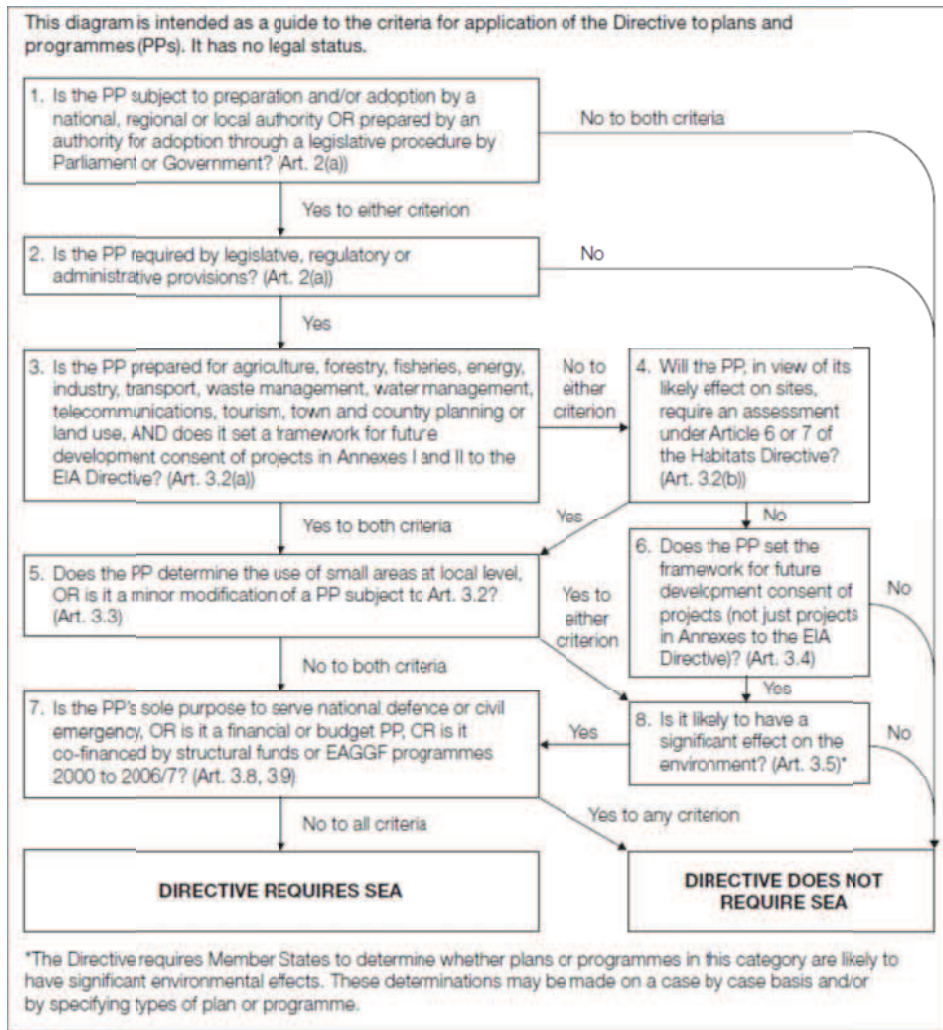 This diagram is intended as a guide to the criteria for application of the Directive to plans and
programmes (PPs). It has no legal status.
1. Is the PP subject to preparation and/or adoption by a
national, regional or local authority OR prepared by an
authority for adoption through a legislative procedure by
Parliament or Government? (Art. 2(a))
No to both criteria
Yes to either criterion
2. Is the PP required by legislative, regulatory or
administrative provisions? (Art. 2(a))
No
Yes
3. Is the PP prepared for agriculture, forestry, fisheries, energy,
industry, transport, waste management, water management,
telecommunications, tourism, town and country planning or
land use, AND does it set a framework for future
development consent of projects in Annexes I and II to the
EIA Directive? (Art. 3.2(a))
No to
either
criterion
4. Will the PP, in view of its
likely effect on sites,
require an assessment
under Article 6 or 7
of the Habitats Directive?
(Art. 3.2(b))
Yes to both criteria
Yes
No
5. Does the PP determine the use of small areas at local level,
OR is it a minor modification of a PP subject to Art. 3.2?
(Art. 3.3)
Yes to
either
criterion
6. Does the PP set the
framework for future
development consent of
projects (not just projects
in Annexes to the EIA
Directive)? (Art. 3.4)
No
No to both criteria
Yes
7. Is the PP's sole purpose to serve national defence or civil
emergency, OR is it a financial or budget PP, OR is it
co-financed by structural funds or EAGGF programmes
2000 to 2006/7? (Art. 3.8, 3.9)
Yes
8. Is it likely to have a
significant effect on the
environment? (Art. 3.5)*
No
No to all criteria
Yes to any criterion
DIRECTIVE REQUIRES SEA
DIRECTIVE DOES NOT
REQUIRE SEA
*The Directive requires Member States to determine whether plans or programmes in this category are likely to
have significant environmental effects. These determinations may be made on a case by case basis and/or
by specifying types of plan or programme.